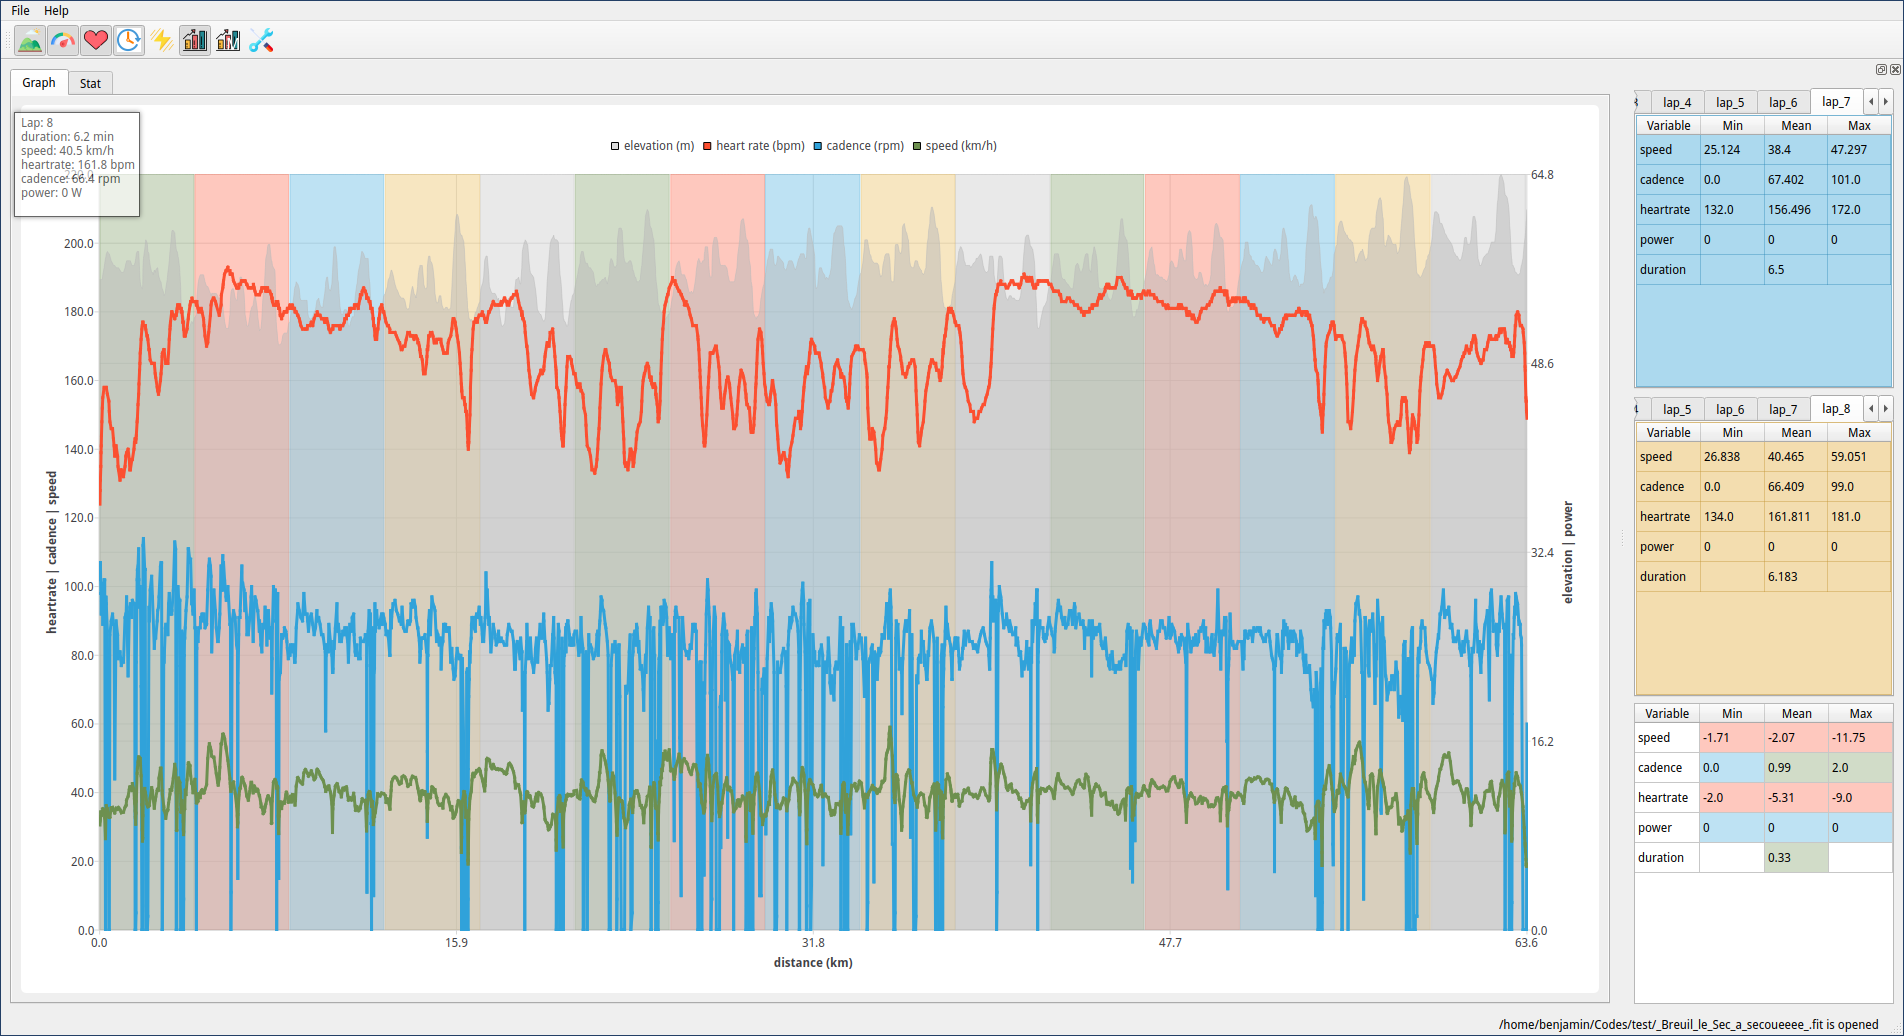 File Help
Graph Stat
Lap: 8
duration: 6.2 min
speed: 40.5 km/h
heartrate: 161.8 bpm
cadence: 66.4 rpm
power: 0 W
elevation (m) heart rate (bpm) cadence (rpm) speed (km/h)
220.0
200.0
180.0
160.0
140.0
120.0
100.0
80.0
60.0
40.0
20.0
0.0
heartrate | cadence | speed
64.8
48.6
32.4
16.2
0.0
elevation | power
0.0 15.9 31.8 47.7 63.6
distance (km)
lap_4 lap_5 lap_6 lap_7
Variable Min Mean Max
speed 25.124 38.4 47.297
cadence 0.0 67.402 101.0
heartrate 132.0 156.496 172.0
power 0 0 0
duration 6.5
lap_5 lap_6 lap_7 lap_8
Variable Min Mean Max
speed 26.838 40.465 59.051
cadence 0.0 66.409 99.0
heartrate 134.0 161.811 181.0
power 0 0 0
duration 6.183
Variable Min Mean Max
speed -1.71 -2.07 -11.75
cadence 0.0 0.99 2.0
heartrate -2.0 -5.31 -9.0
power 0 0 0
duration 0.33
/home/benjamin/Codes/test/_Breuil_le_Sec_a_secoueeee_.fit is opened